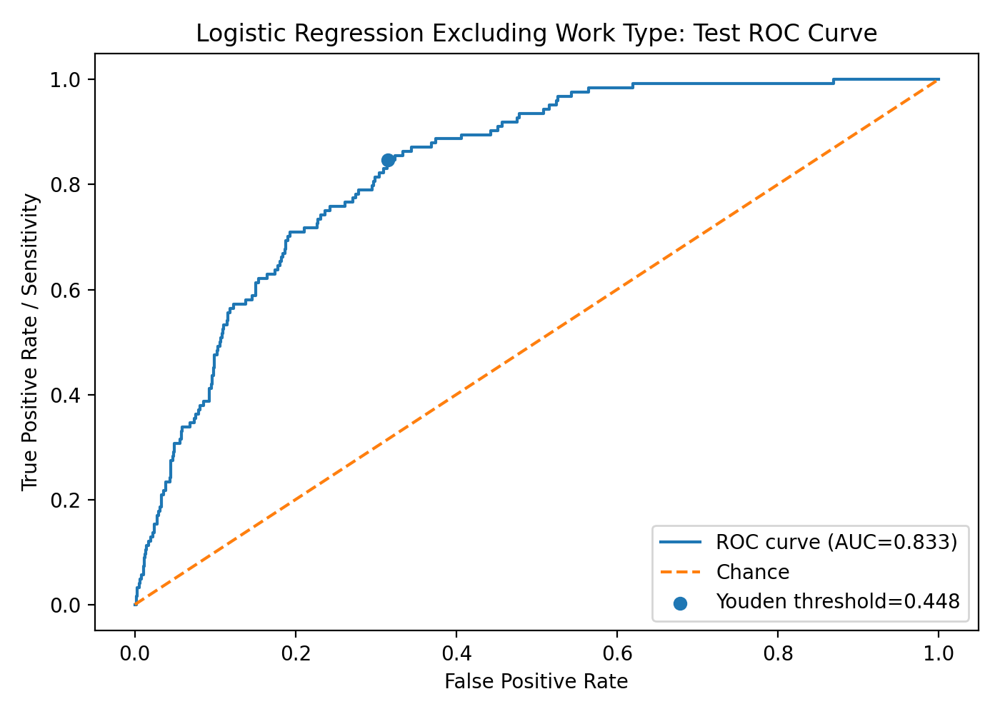 Logistic Regression Excluding Work Type: Test ROC Curve
True Positive Rate / Sensitivity
1.0
0.8
0.6
0.4
0.2
0.0
ROC curve (AUC=0.833)
Chance
Youden threshold=0.448
0.0 0.2 0.4 0.6 0.8 1.0
False Positive Rate